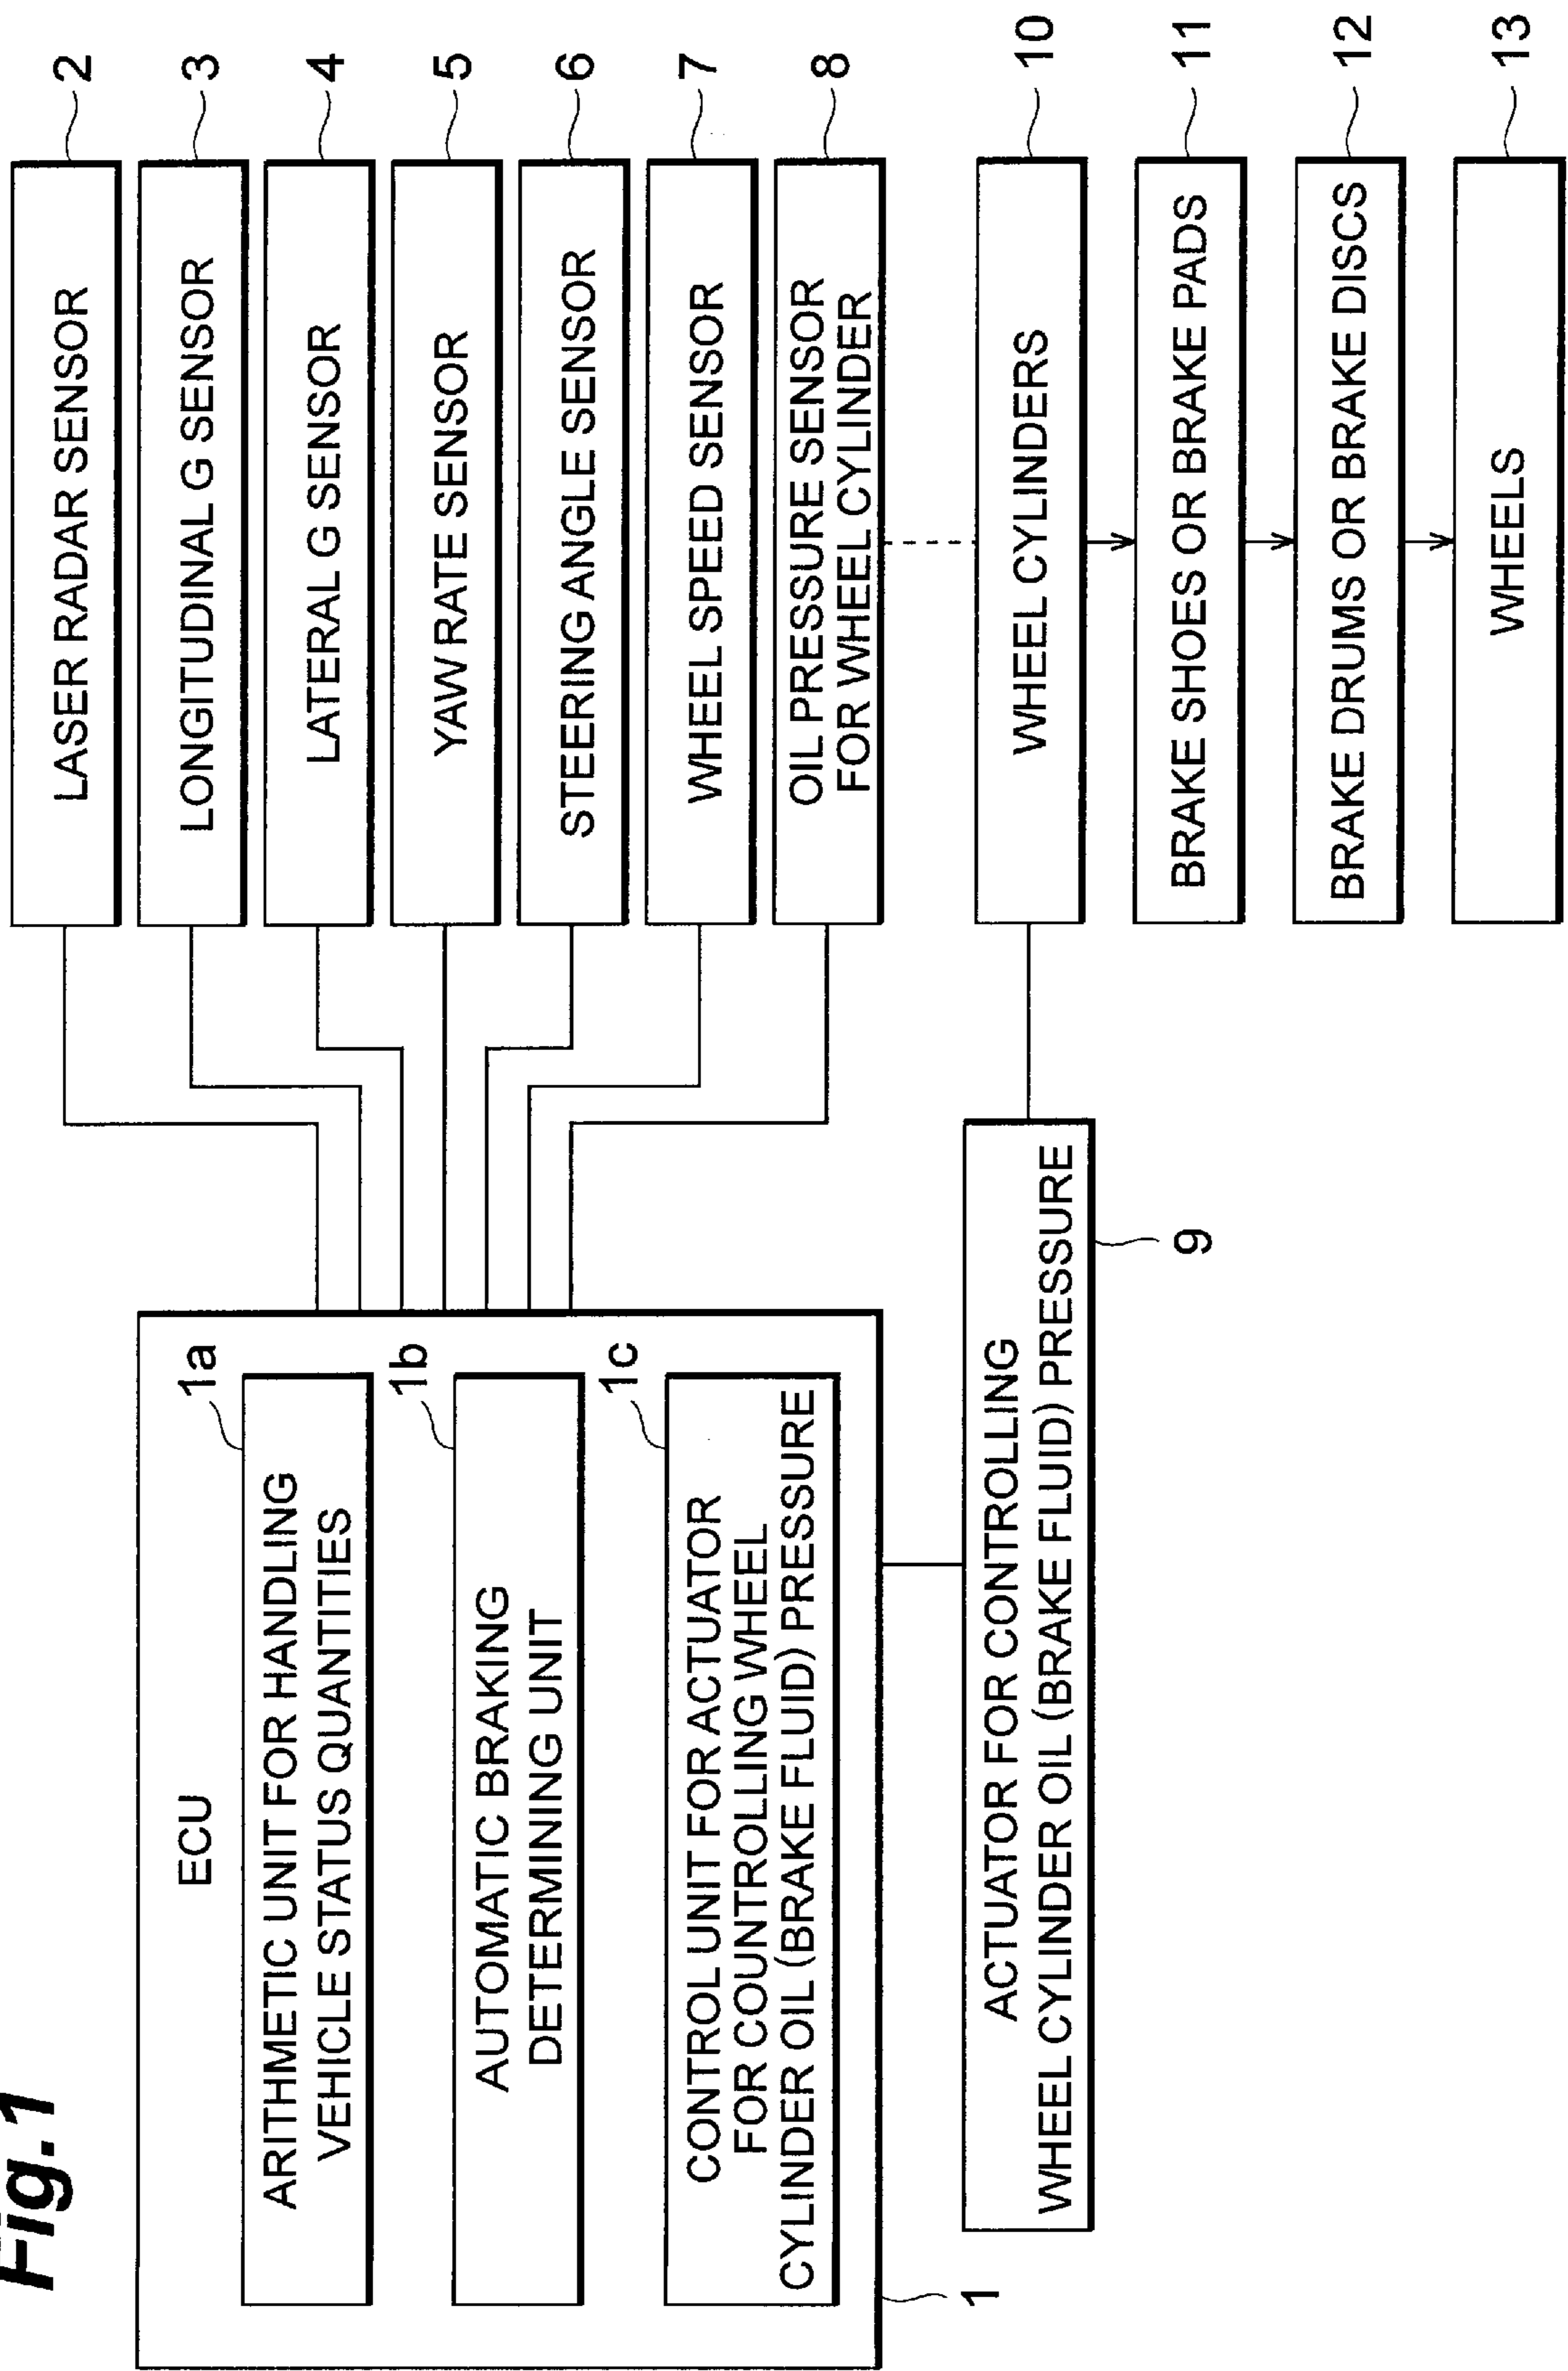 Fig.1
ECU
1a
ARITHMETIC UNIT FOR HANDLING
VEHICLE STATUS QUANTITIES
1b
AUTOMATIC BRAKING
DETERMINING UNIT
1c
CONTROL UNIT FOR ACTUATOR
FOR COUNTROLLING WHEEL
CYLINDER OIL (BRAKE FLUID) PRESSURE
1
LASER RADAR SENSOR
2
LONGITUDINAL G SENSOR
3
LATERAL G SENSOR
4
YAW RATE SENSOR
5
STEERING ANGLE SENSOR
6
WHEEL SPEED SENSOR
7
OIL PRESSURE SENSOR
FOR WHEEL CYLINDER
8
ACTUATOR FOR CONTROLLING
WHEEL CYLINDER OIL (BRAKE FLUID) PRESSURE
9
WHEEL CYLINDERS
10
BRAKE SHOES OR BRAKE PADS
11
BRAKE DRUMS OR BRAKE DISCS
12
WHEELS
13